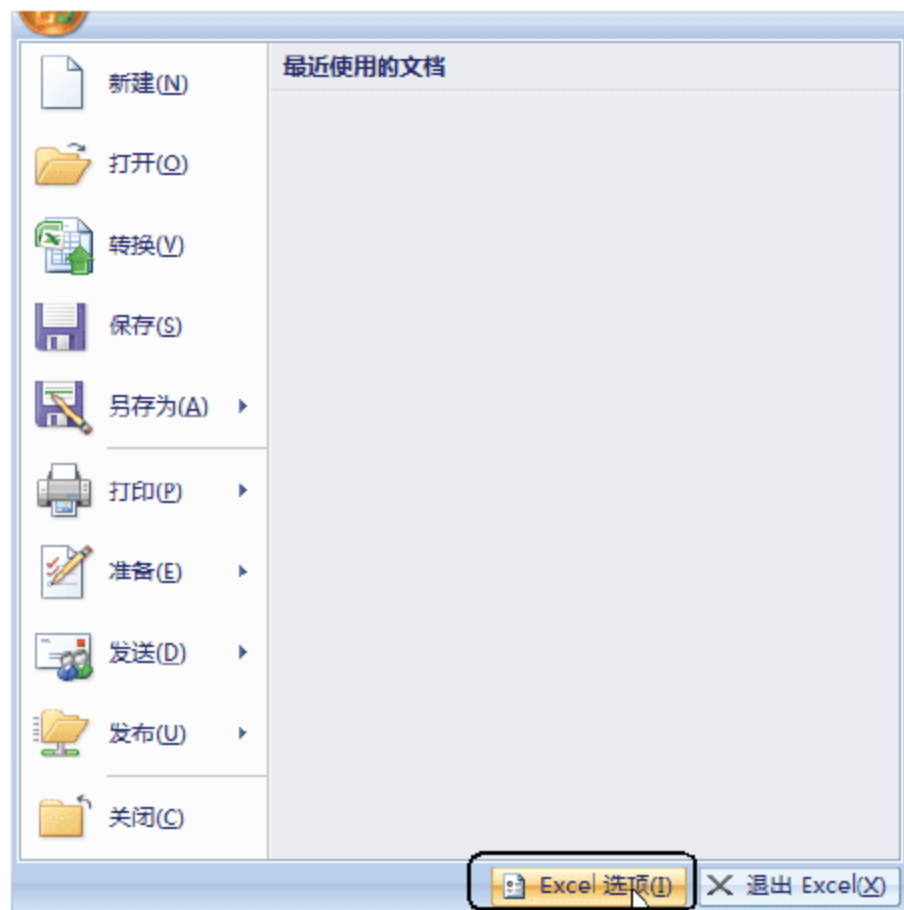 最近使用的文档
新建(N)
打开(O)
转换(V)
保存(S)
另存为(A)
打印(P)
准备(E)
发送(D)
发布(U)
关闭(C)
Excel 选项(I)
退出 Excel(X)